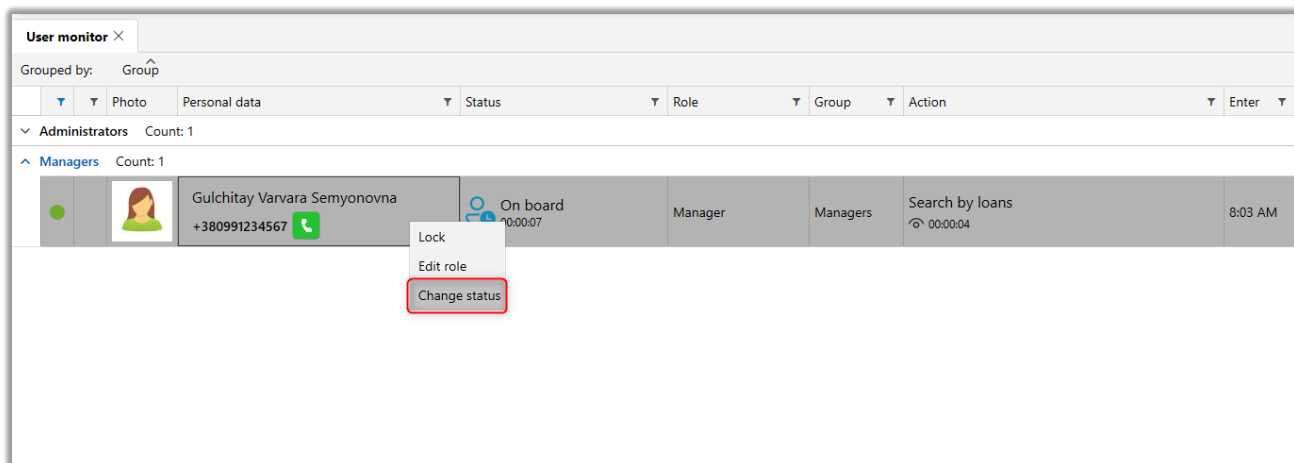 User monitor
Grouped by: Group
Photo Personal data Status Role Group Action Enter
Administrators Count: 1
Managers Count: 1
Gulchitay Varvara Semyonovna
+380991234567
On board
00:00:07
Manager
Managers
Search by loans
00:00:04
8:03 AM
Lock
Edit role
Change status